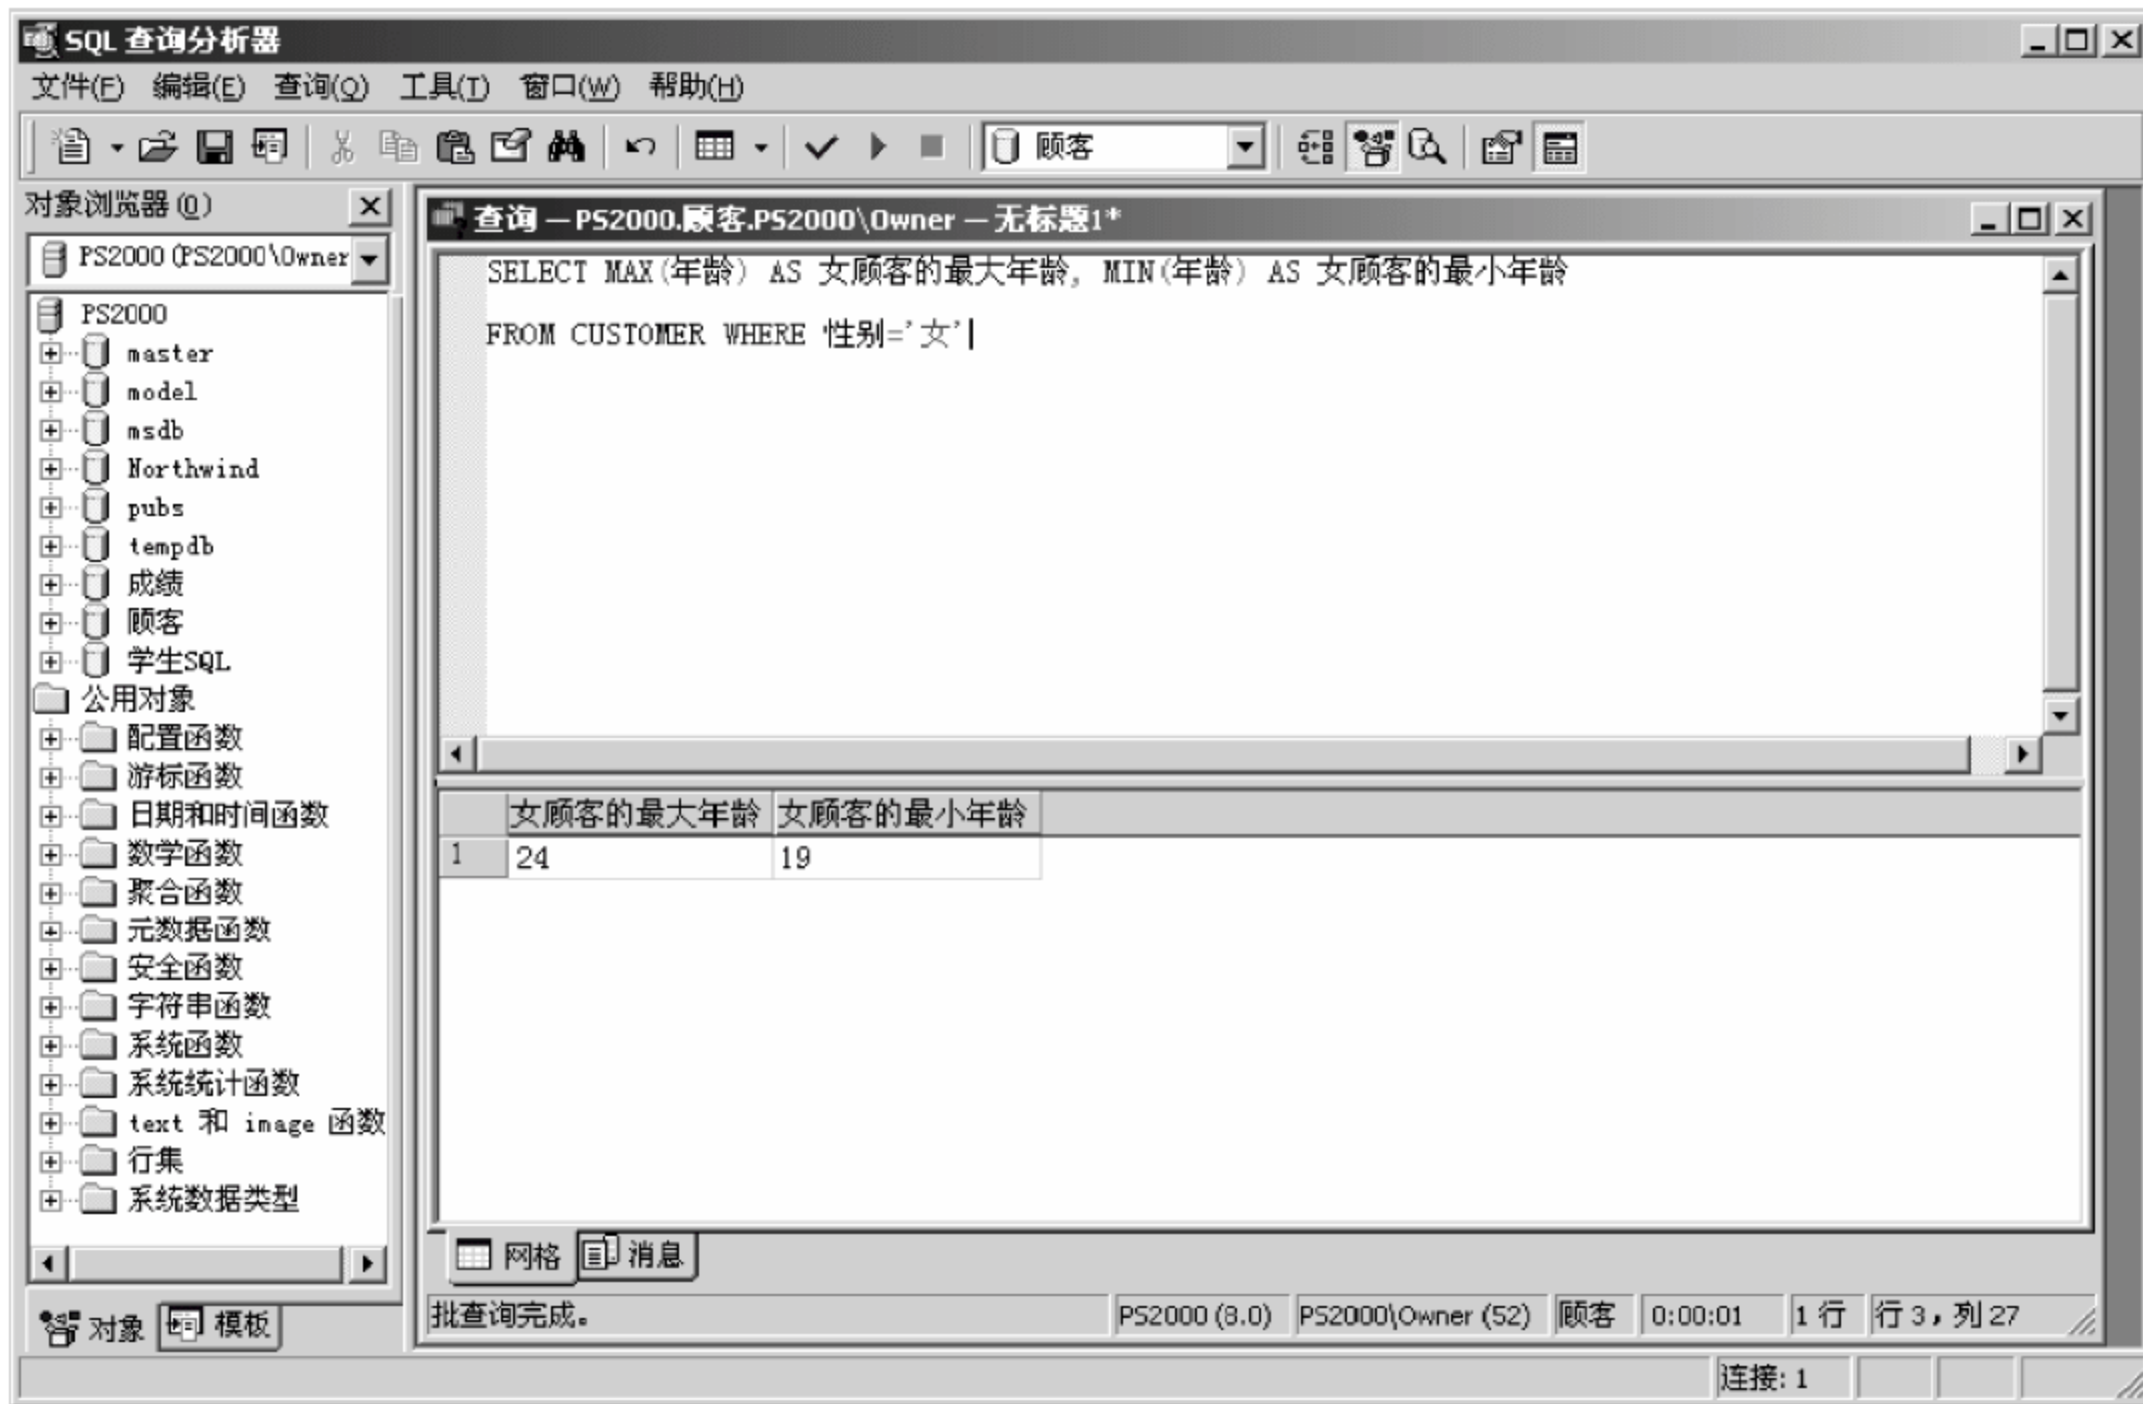 SQL 查询分析器
文件(F) 编辑(E) 查询(Q) 工具(T) 窗口(W) 帮助(H)
顾客
对象浏览器(O)
PS2000 (PS2000\Owner
PS2000
master
model
msdb
Northwind
pubs
tempdb
成绩
顾客
学生SQL
公用对象
配置函数
游标函数
日期和时间函数
数学函数
聚合函数
元数据函数
安全函数
字符串函数
系统函数
系统统计函数
text 和 image 函数
行集
系统数据类型
对象 模板
查询 — PS2000.顾客.PS2000\Owner — 无标题1*
SELECT MAX(年龄) AS 女顾客的最大年龄, MIN(年龄) AS 女顾客的最小年龄
FROM CUSTOMER WHERE 性别='女'
女顾客的最大年龄 女顾客的最小年龄
1 24 19
网格 消息
批查询完成。 PS2000 (8.0) PS2000\Owner (52) 顾客 0:00:01 1 行 行 3, 列 27
连接: 1